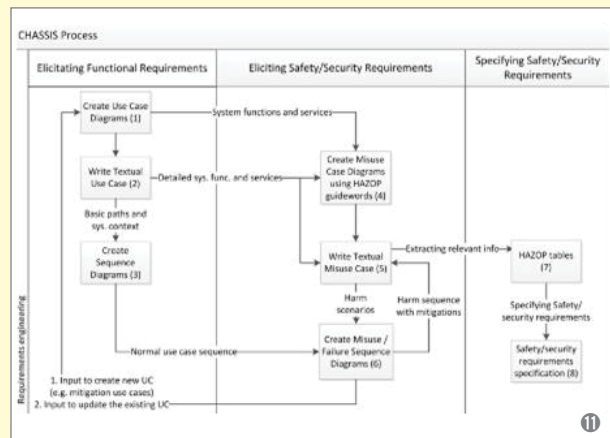 CHASSIS Process
Elicitating Functional Requirements
Eliciting Safety/Security Requirements
Specifying Safety/Security
Requirements
Requirements engineering
Create Use Case
Diagrams (1)
System functions and services
Write Textual
Use Case (2)
Detailed sys. func. and services
Create Misuse
Case Diagrams
using HAZOP
guidewords (4)
Basic paths and
sys. context
Create
Sequence
Diagrams (3)
Write Textual
Misuse Case (5)
Extracting relevant info
HAZOP tables
(7)
Harm
scenarios
Harm sequence
with mitigations
Specifying Safety/
security requirements
Normal use case sequence
Create Misuse /
Failure Sequence
Diagrams (6)
Safety/security
requirements
specification (8)
1. Input to create new UC
(e.g. mitigation use cases)
2. Input to update the existing UC
11